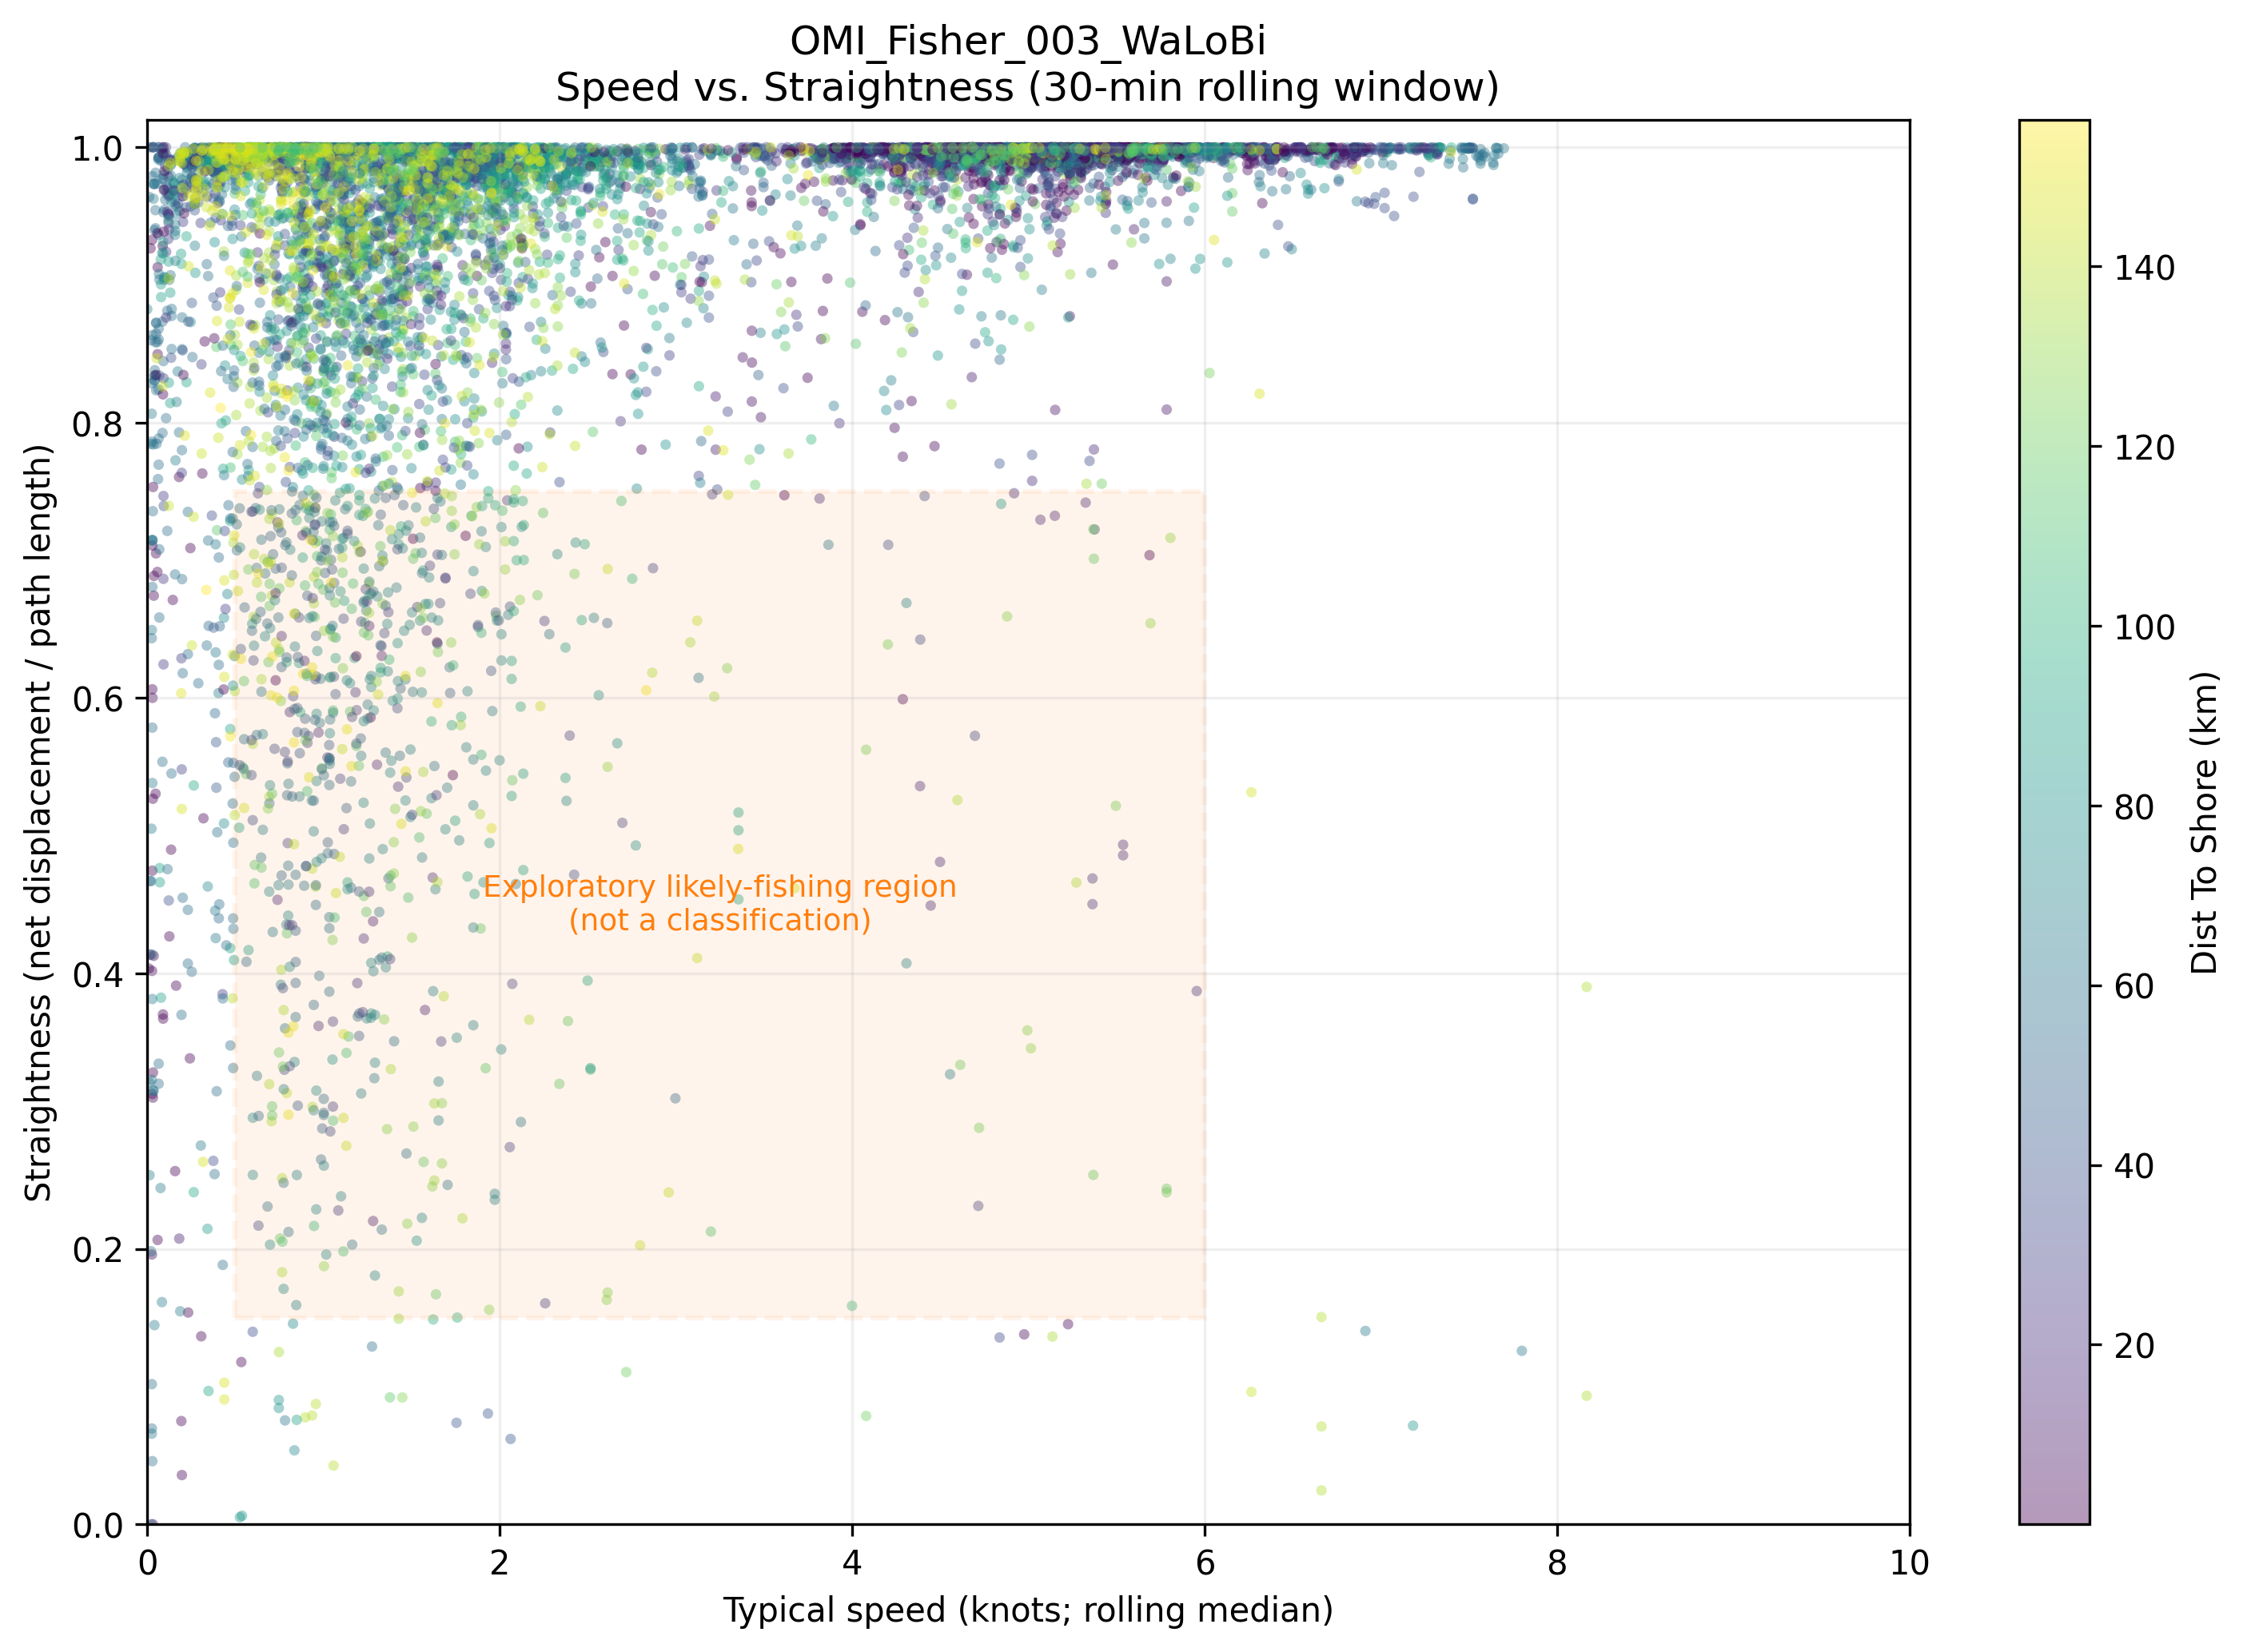 OMI_Fisher_003_WaLoBi
Speed vs. Straightness (30-min rolling window)
Straightness (net displacement / path length)
1.0
0.8
0.6
0.4
0.2
0.0
Exploratory likely-fishing region
(not a classification)
0
2
4
6
8
10
Typical speed (knots; rolling median)
140
120
100
80
60
40
20
Dist To Shore (km)